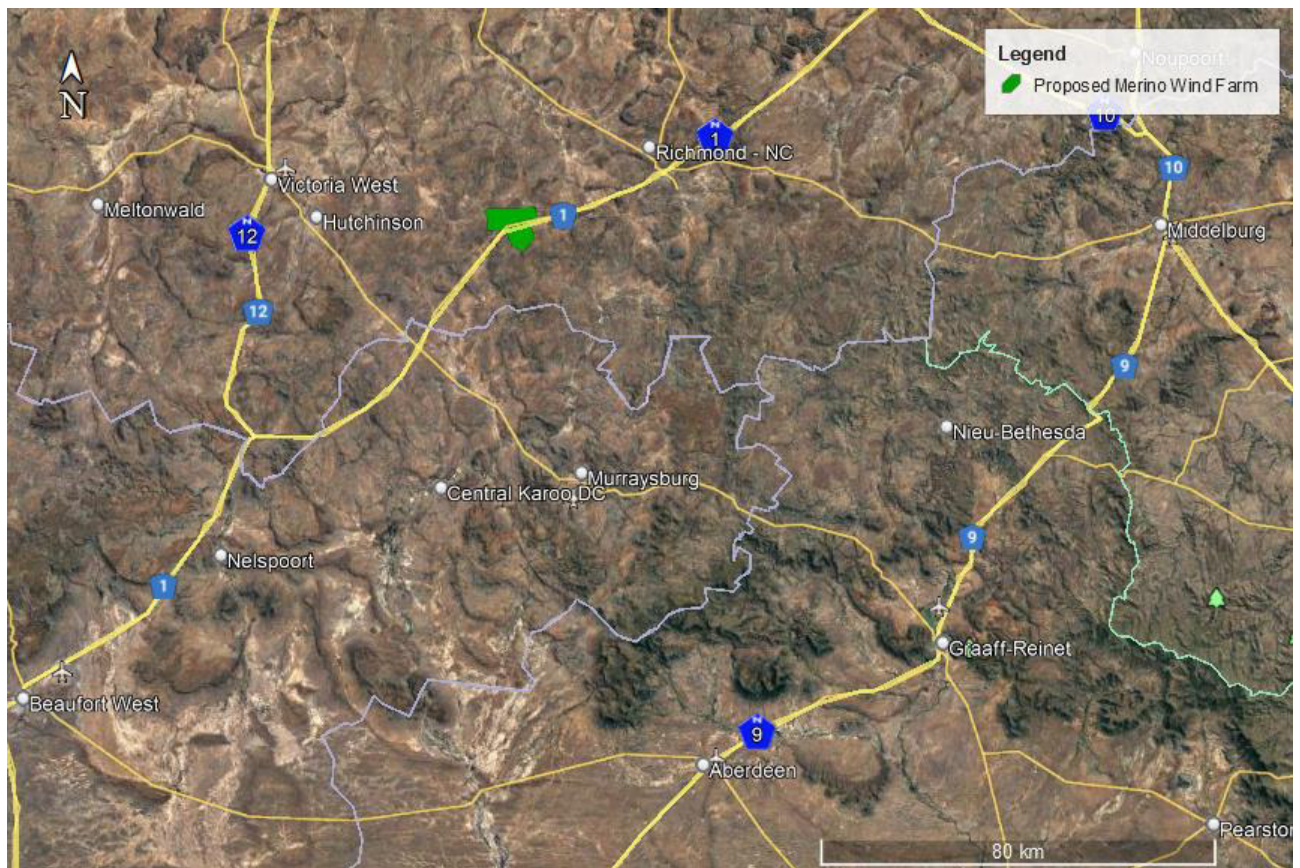 Legend
Proposed Merino Wind Farm
N
Noupoort
N
10
N
1
Richmond - NC
10
Victoria West
Meltonwald
Hutchinson
1
Middelburg
N
12
12
9
Nieu-Bethesda
Murraysburg
Central Karoo DC
9
Nelspoort
1
Graaff-Reinet
Beaufort West
N
9
Aberdeen
Pearston
80 km